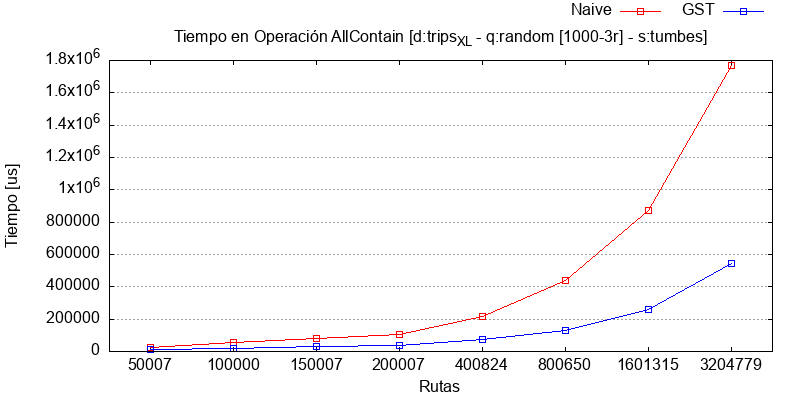 Naive GST
Tiempo en Operación AllContain [d:tripsXL - q:random [1000-3r] - s:tumbes]
1.8x10^6
1.6x10^6
1.4x10^6
1.2x10^6
1x10^6
800000
600000
400000
200000
0
Tiempo [us]
50007 100000 150007 200007 400824 800650 1601315 3204779
Rutas